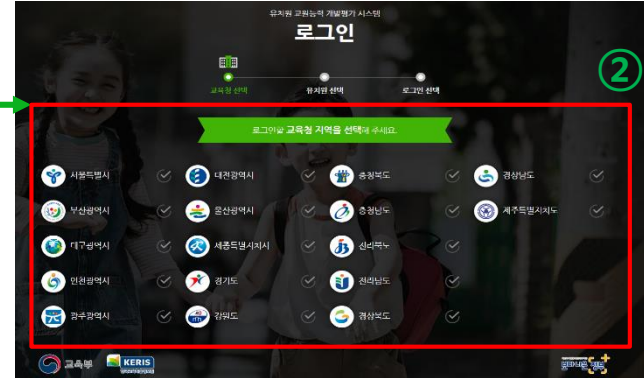 유치원 교원능력 개발평가 시스템
로그인
교육청 선택
유치원 선택
로그인 선택
②
로그인할 교육청 지역을 선택해 주세요.
서울특별시
대전광역시
충청북도
경상남도
부산광역시
울산광역시
충청남도
제주특별자치도
대구광역시
세종특별자치시
전라북도
인천광역시
경기도
전라남도
광주광역시
강원도
경상북도
교육부
KERIS